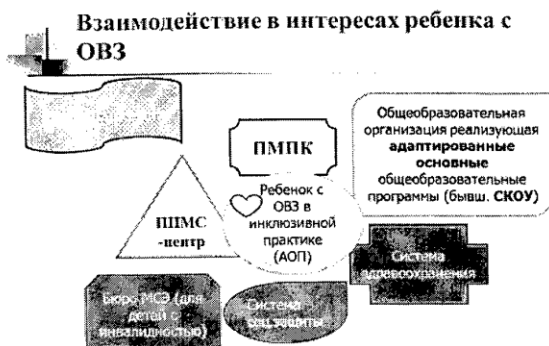 Взаимодействие в интересах ребенка с
ОВЗ
Общеобразовательная
организация реализующая
адаптированные
основные
общеобразовательные
программы (бывш. СКОУ)
ПМПК
Ребенок с
ОВЗ в
инклюзивной
практике
(АОП)
ППМС
-центр
Система
здравоохранения
Бюро МСЭ (для
детей с
инвалидностью)
Система
соц.защиты